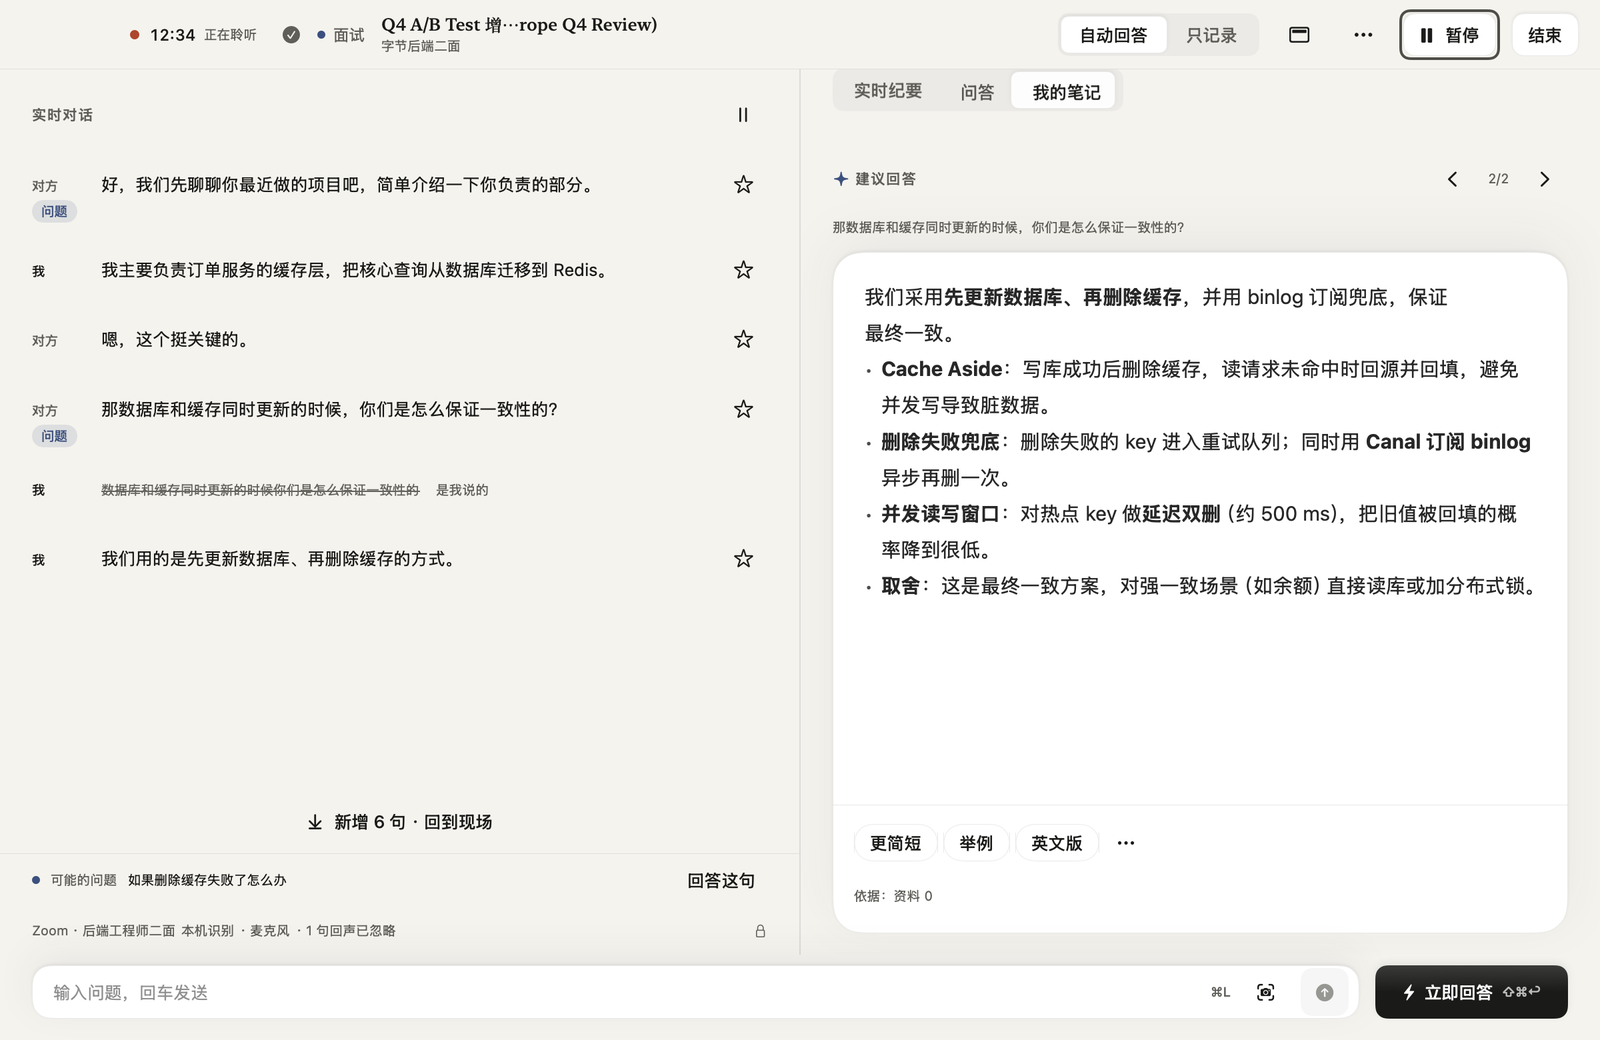 12:34 正在聆听
面试
Q4 A/B Test 增…rope Q4 Review)
字节后端二面
自动回答
只记录
暂停
结束
实时对话
对方
好，我们先聊聊你最近做的项目吧，简单介绍一下你负责的部分。
问题
我
我主要负责订单服务的缓存层，把核心查询从数据库迁移到 Redis。
对方
嗯，这个挺关键的。
对方
那数据库和缓存同时更新的时候，你们是怎么保证一致性的？
问题
我
数据库和缓存同时更新的时候你们是怎么保证一致性的 是我说的
我
我们用的是先更新数据库、再删除缓存的方式。
新增 6 句 · 回到现场
可能的问题 如果删除缓存失败了怎么办
回答这句
Zoom · 后端工程师二面 本机识别 · 麦克风 · 1 句回声已忽略
实时纪要
问答
我的笔记
建议回答
2/2
那数据库和缓存同时更新的时候，你们是怎么保证一致性的？
我们采用先更新数据库、再删除缓存，并用 binlog 订阅兜底，保证
最终一致。
• Cache Aside：写库成功后删除缓存，读请求未命中时回源并回填，避免
并发写导致脏数据。
• 删除失败兜底：删除失败的 key 进入重试队列；同时用 Canal 订阅 binlog
异步再删一次。
• 并发读写窗口：对热点 key 做延迟双删（约 500 ms），把旧值被回填的概
率降到很低。
• 取舍：这是最终一致方案，对强一致场景（如余额）直接读库或加分布式锁。
更简短
举例
英文版
依据：资料 0
输入问题，回车发送
⌘L
立即回答 ⇧⌘↩